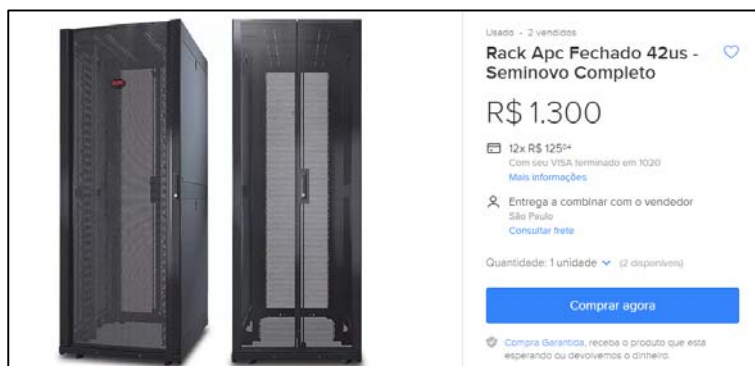 APC
Usado - 2 vendidos
Rack Apc Fechado 42us -
Seminovo Completo
R$ 1.300
12x R$ 125⁰⁴
Com seu VISA terminado em 1020
Mais informações
Entrega a combinar com o vendedor
São Paulo
Consultar frete
Quantidade: 1 unidade (2 disponíveis)
Comprar agora
Compra Garantida, receba o produto que está
esperando ou devolvemos o dinheiro.